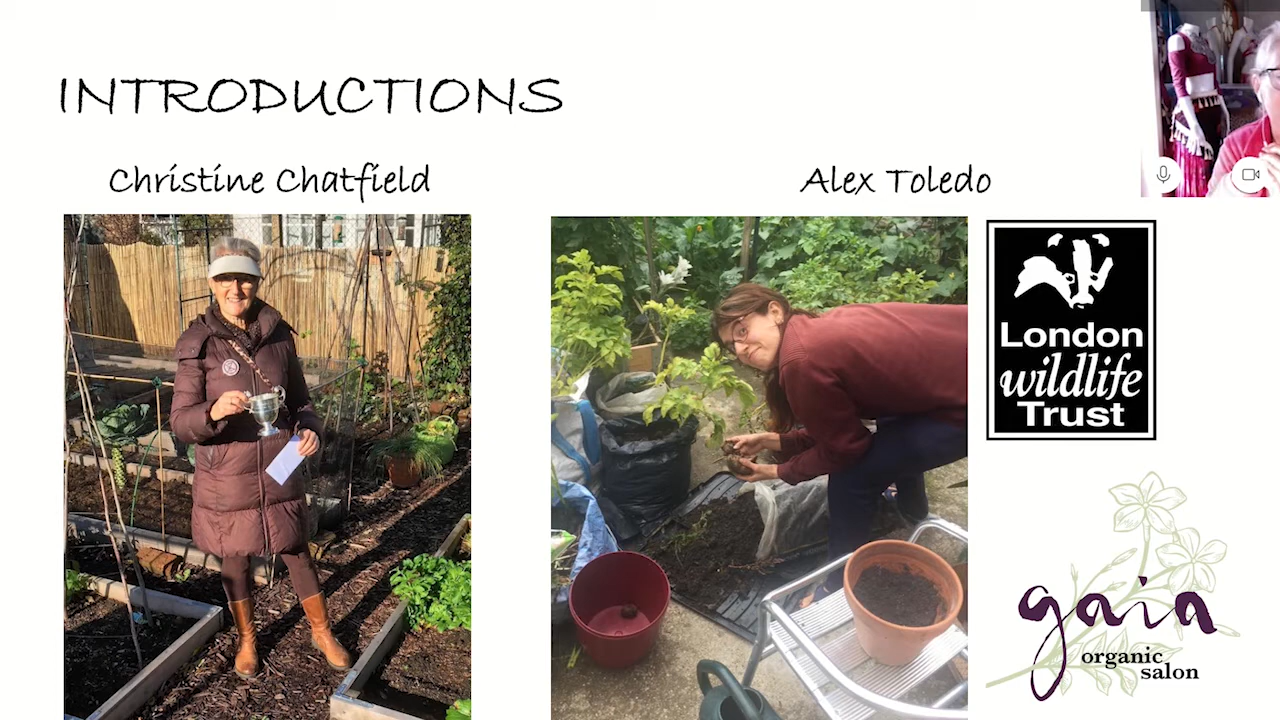 INTRODUCTIONS
Christine Chatfield
Alex Toledo
London
wildlife
Trust
gaia
organic
salon